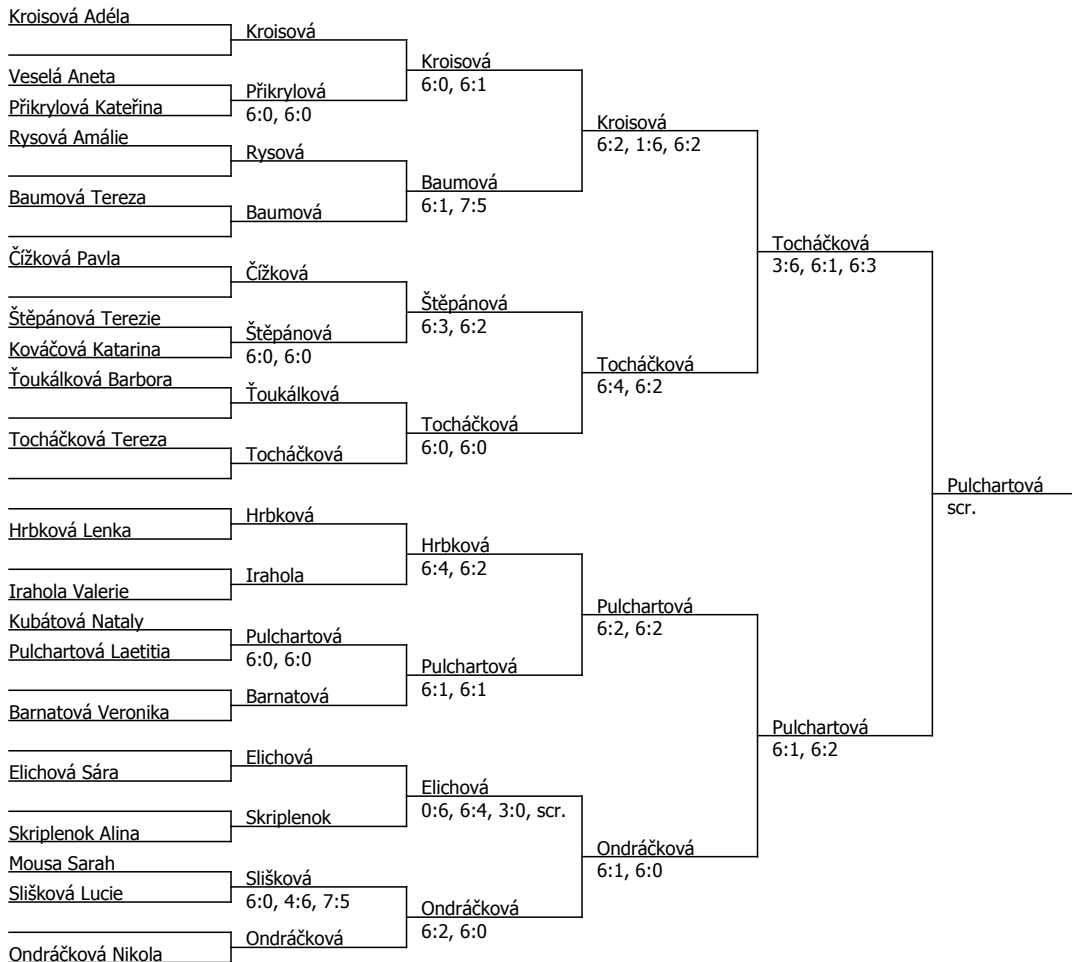 Kroisová Adéla
Veselá Aneta
Přikrylová Kateřina
Rysová Amálie
Baumová Tereza
Čížková Pavla
Štěpánová Terezie
Kováčová Katarina
Ťoukálková Barbora
Tocháčková Tereza
Hrbková Lenka
Irahola Valerie
Kubátová Nataly
Pulchartová Laetitia
Barnatová Veronika
Elichová Sára
Skriplenok Alina
Mousa Sarah
Slišková Lucie
Ondráčková Nikola
Kroisová
Přikrylová
6:0, 6:0
Rysová
Baumová
Čížková
Štěpánová
6:0, 6:0
Ťoukálková
Tocháčková
Hrbková
Irahola
Pulchartová
6:0, 6:0
Barnatová
Elichová
Skriplenok
Slišková
6:0, 4:6, 7:5
Ondráčková
Kroisová
6:0, 6:1
Baumová
6:1, 7:5
Štěpánová
6:3, 6:2
Tocháčková
6:0, 6:0
Hrbková
6:4, 6:2
Pulchartová
6:1, 6:1
Elichová
0:6, 6:4, 3:0, scr.
Ondráčková
6:2, 6:0
Kroisová
6:2, 1:6, 6:2
Tocháčková
6:4, 6:2
Pulchartová
6:2, 6:2
Ondráčková
6:1, 6:0
Tocháčková
3:6, 6:1, 6:3
Pulchartová
6:1, 6:2
Pulchartová
scr.